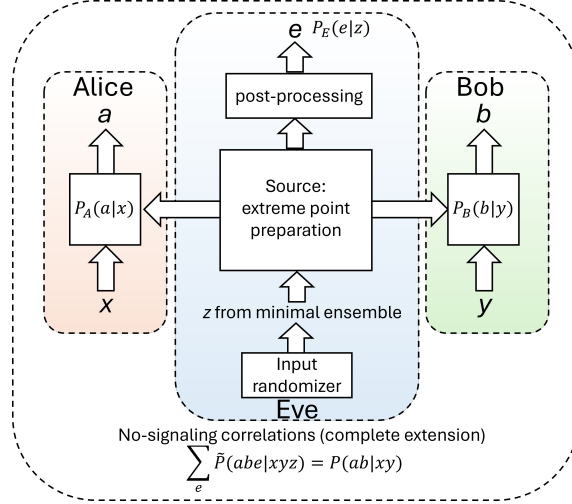 e P_E(e|z)
Alice
a
P_A(a|x)
x
post-processing
Source:
extreme point
preparation
z from minimal ensemble
Input
randomizer
Eve
Bob
b
P_B(b|y)
y
No-signaling correlations (complete extension)
∑_e P̃(abe|xyz) = P(ab|xy)